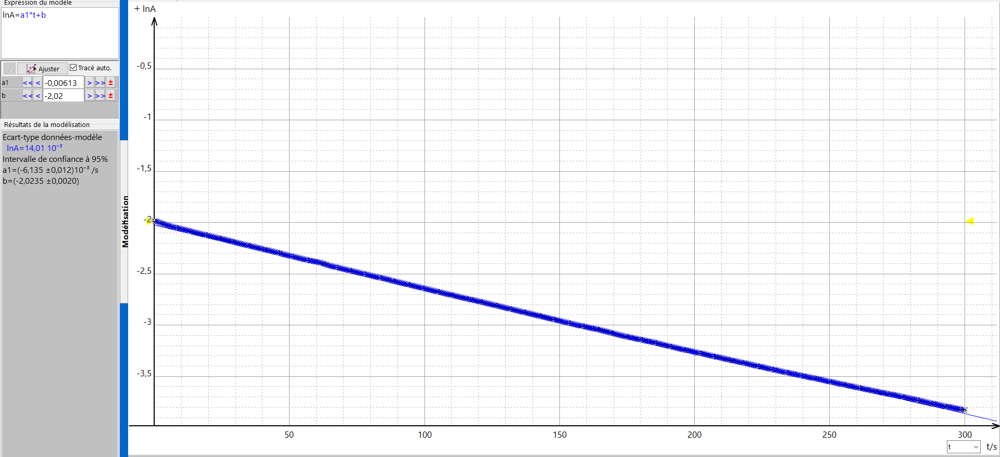 Expression du modèle
lnA=a1*t+b
Ajuster
Tracé auto.
a1 << < -0,00613 > >> ±
b << < -2,02 > >> ±
Résultats de la modélisation
Ecart-type données-modèle
lnA=14,01 10⁻³
Intervalle de confiance à 95%
a1=(-6,135 ±0,012)10⁻³ /s
b=(-2,0235 ±0,0020)
Modélisation
+ lnA
-0,5
-1
-1,5
-2
-2,5
-3
-3,5
50 100 150 200 250 300
t
t/s